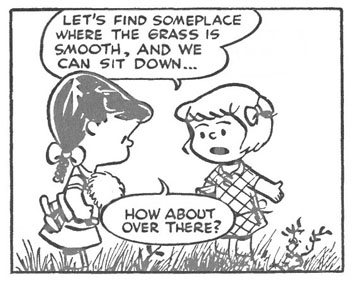 LET'S FIND SOMEPLACE
WHERE THE GRASS IS
SMOOTH, AND WE
CAN SIT DOWN...
HOW ABOUT
OVER THERE?